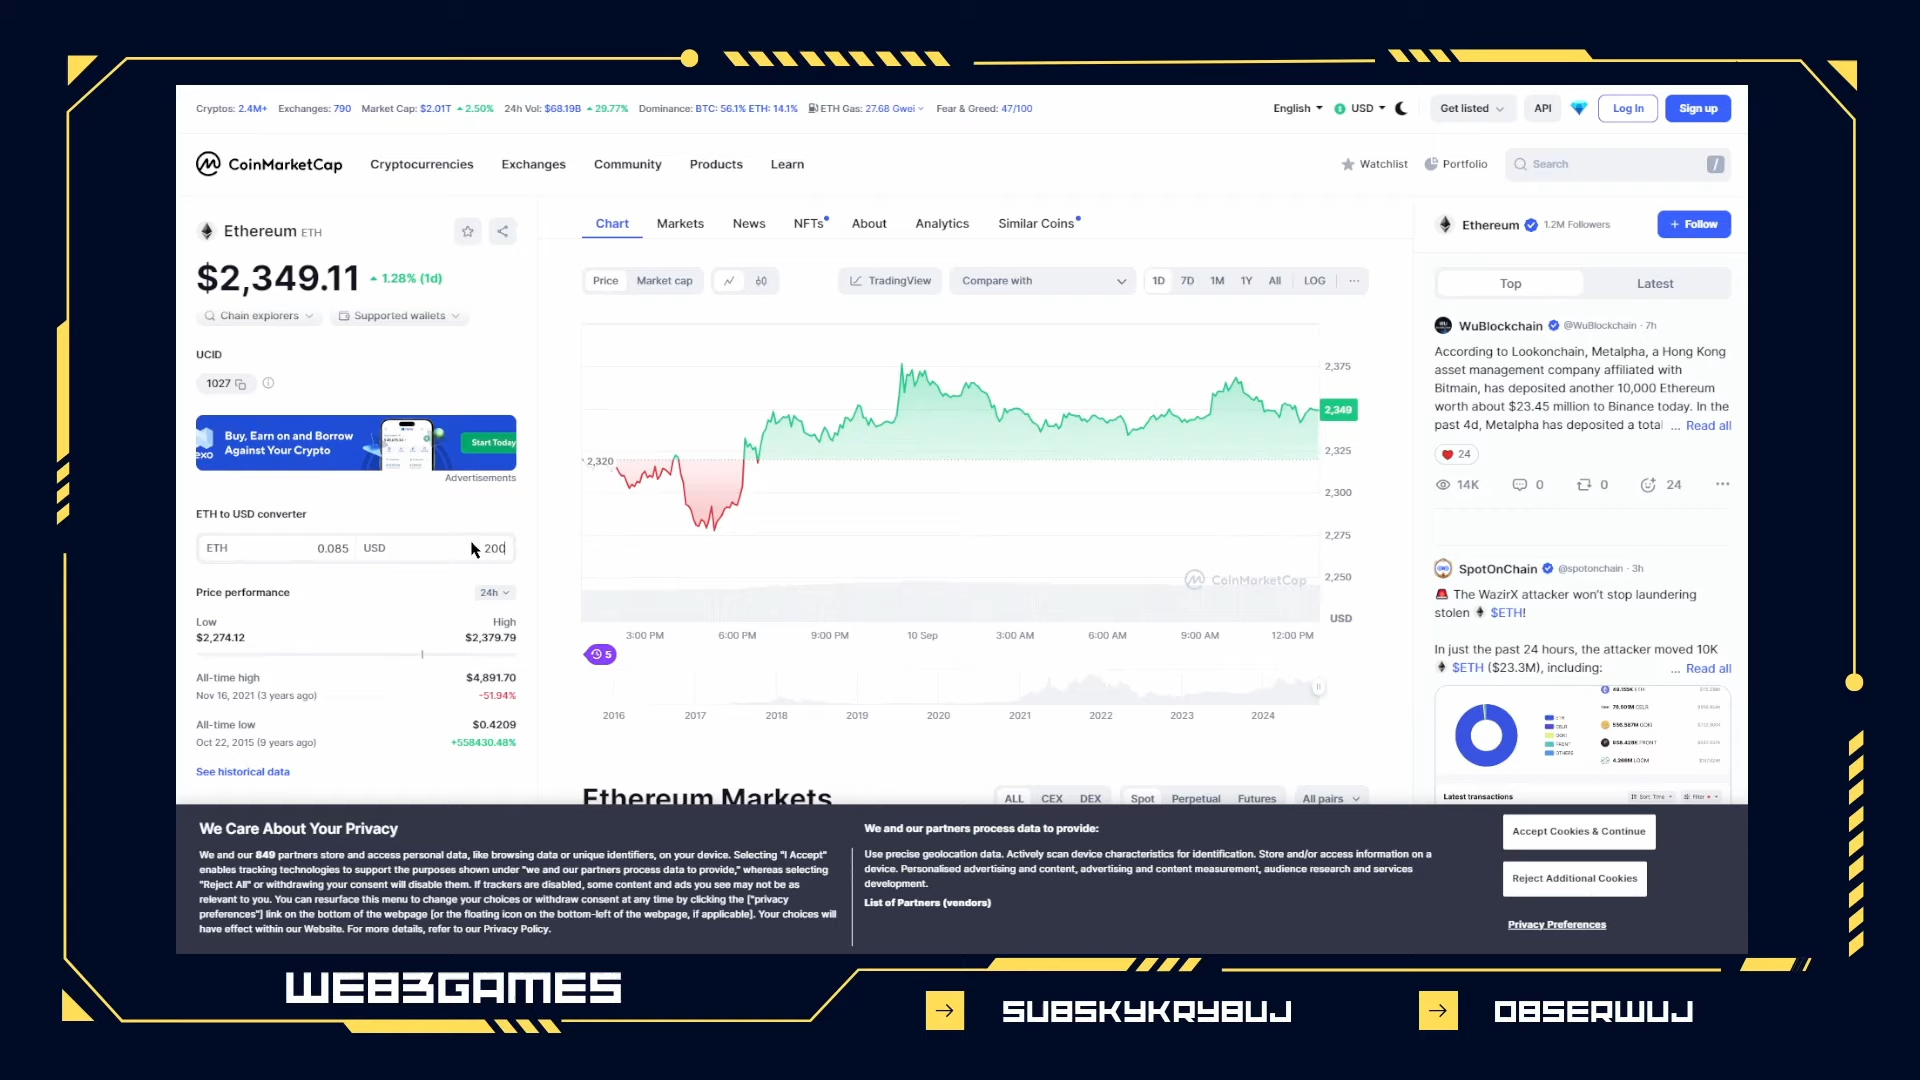 Cryptos: 2.4M+ Exchanges: 790 Market Cap: $2.01T 2.50% 24h Vol: $68.19B 29.77% Dominance: BTC: 56.1% ETH: 14.1% ETH Gas: 27.68 Gwei Fear & Greed: 47/100
English USD Get listed API Log In Sign up
CoinMarketCap Cryptocurrencies Exchanges Community Products Learn
Watchlist Portfolio Search /
Ethereum ETH
$2,349.11 1.28% (1d)
Chain explorers Supported wallets
UCID
1027
exo
Buy, Earn on and Borrow
Against Your Crypto
Start Today
Advertisements
ETH to USD converter
ETH 0.085 USD 200
Price performance 24h
Low High
$2,274.12 $2,379.79
All-time high $4,891.70
Nov 16, 2021 (3 years ago) -51.94%
All-time low $0.4209
Oct 22, 2015 (9 years ago) +558430.48%
See historical data
Chart Markets News NFTs About Analytics Similar Coins
Price Market cap TradingView Compare with 1D 7D 1M 1Y All LOG
2,375
2,349
2,325
2,320
2,300
2,275
2,250
CoinMarketCap
USD
3:00 PM 6:00 PM 9:00 PM 10 Sep 3:00 AM 6:00 AM 9:00 AM 12:00 PM
5
2016 2017 2018 2019 2020 2021 2022 2023 2024
Ethereum Markets
ALL CEX DEX Spot Perpetual Futures All pairs
Ethereum 1.2M Followers + Follow
Top Latest
WuBlockchain @WuBlockchain · 7h
According to Lookonchain, Metalpha, a Hong Kong
asset management company affiliated with
Bitmain, has deposited another 10,000 Ethereum
worth about $23.45 million to Binance today. In the
past 4d, Metalpha has deposited a total ... Read all
24
14K 0 0 24
SpotOnChain @spotonchain · 3h
The WazirX attacker won't stop laundering
stolen $ETH!
In just the past 24 hours, the attacker moved 10K
$ETH ($23.3M), including: ... Read all
Latest transactions
We Care About Your Privacy
We and our 849 partners store and access personal data, like browsing data or unique identifiers, on your device. Selecting "I Accept"
enables tracking technologies to support the purposes shown under "we and our partners process data to provide," whereas selecting
"Reject All" or withdrawing your consent will disable them. If trackers are disabled, some content and ads you see may not be as
relevant to you. You can resurface this menu to change your choices or withdraw consent at any time by clicking the ["privacy
preferences"] link on the bottom of the webpage [or the floating icon on the bottom-left of the webpage, if applicable]. Your choices will
have effect within our Website. For more details, refer to our Privacy Policy.
We and our partners process data to provide:
Use precise geolocation data. Actively scan device characteristics for identification. Store and/or access information on a
device. Personalised advertising and content, advertising and content measurement, audience research and services
development.
List of Partners (vendors)
Accept Cookies & Continue
Reject Additional Cookies
Privacy Preferences
WEB3GAMES
SUBSKYKRYBUJ
OBSERWUJ